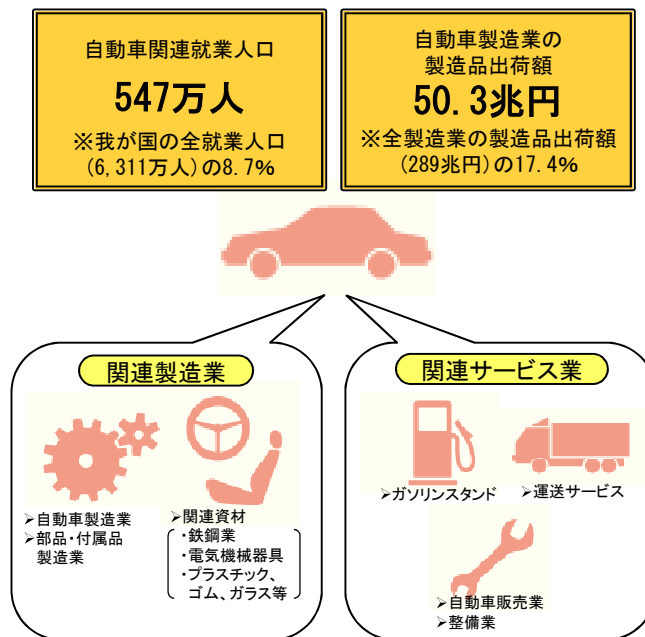 自動車関連就業人口
547万人
※我が国の全就業人口
(6,311万人)の8.7%
自動車製造業の
製造品出荷額
50.3兆円
※全製造業の製造品出荷額
(289兆円)の17.4%
関連製造業
➢自動車製造業
➢部品・付属品
製造業
➢関連資材
・鉄鋼業
・電気機械器具
・プラスチック、
ゴム、ガラス等
関連サービス業
➢ガソリンスタンド
➢運送サービス
➢自動車販売業
➢整備業